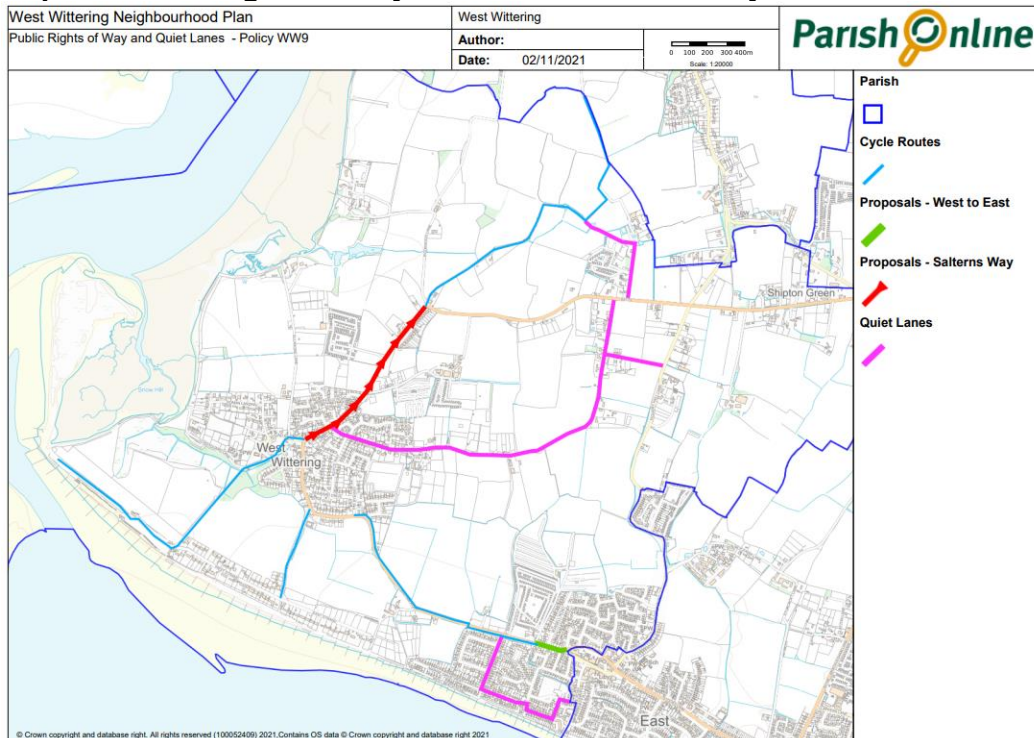 West Wittering Neighbourhood Plan
Public Rights of Way and Quiet Lanes - Policy WW9
West Wittering
Author:
Date: 02/11/2021
0 100 200 300 400m
Scale: 1:20000
Parish Online
Parish
Cycle Routes
Proposals - West to East
Proposals - Salterns Way
Quiet Lanes
Shipton Green
West
Wittering
East
© Crown copyright and database right. All rights reserved (100052409) 2021,Contains OS data © Crown copyright and database right 2021